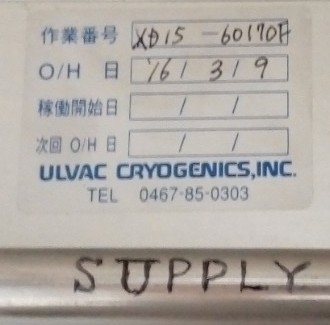 作業番号 XD15-60170F
O/H 日 '16/3/9
稼働開始日 / /
次回 O/H 日 / /
ULVAC CRYOGENICS,INC.
TEL 0467-85-0303
SUPPLY